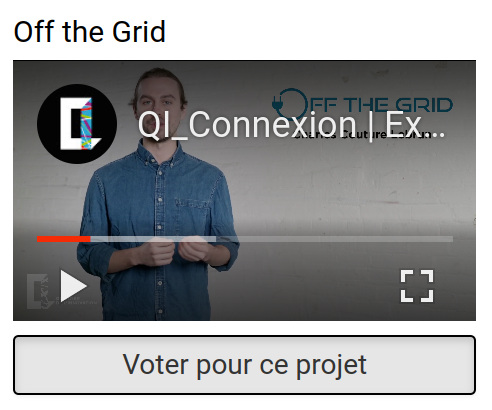 Off the Grid
OFF THE GRID
QI_Connexion | Ex...
Voter pour ce projet